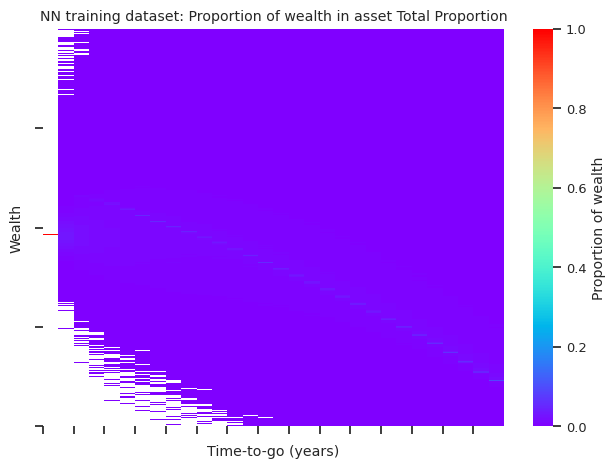 NN training dataset: Proportion of wealth in asset Total Proportion
Wealth
Time-to-go (years)
1.0
0.8
0.6
0.4
0.2
0.0
Proportion of wealth